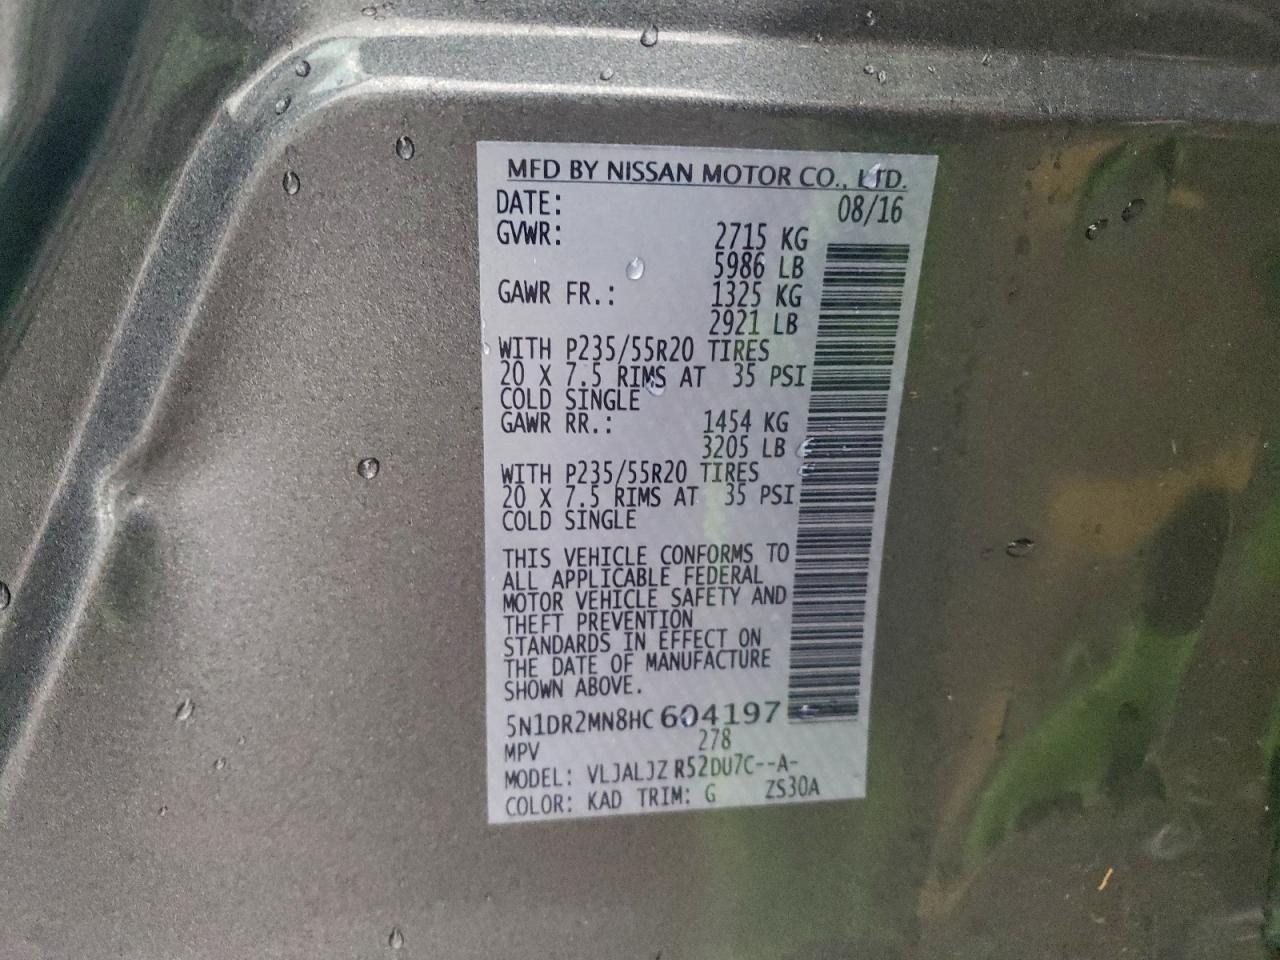 MFD BY NISSAN MOTOR CO., LTD.
DATE: 08/16
GVWR: 2715 KG
5986 LB
GAWR FR.: 1325 KG
2921 LB
WITH P235/55R20 TIRES
20 X 7.5 RIMS AT 35 PSI
COLD SINGLE
GAWR RR.: 1454 KG
3205 LB
WITH P235/55R20 TIRES
20 X 7.5 RIMS AT 35 PSI
COLD SINGLE
THIS VEHICLE CONFORMS TO
ALL APPLICABLE FEDERAL
MOTOR VEHICLE SAFETY AND
THEFT PREVENTION
STANDARDS IN EFFECT ON
THE DATE OF MANUFACTURE
SHOWN ABOVE.
5N1DR2MN8HC604197
MPV 278
MODEL: VLJALJZ R52DU7C--A-
COLOR: KAD TRIM: G ZS30A